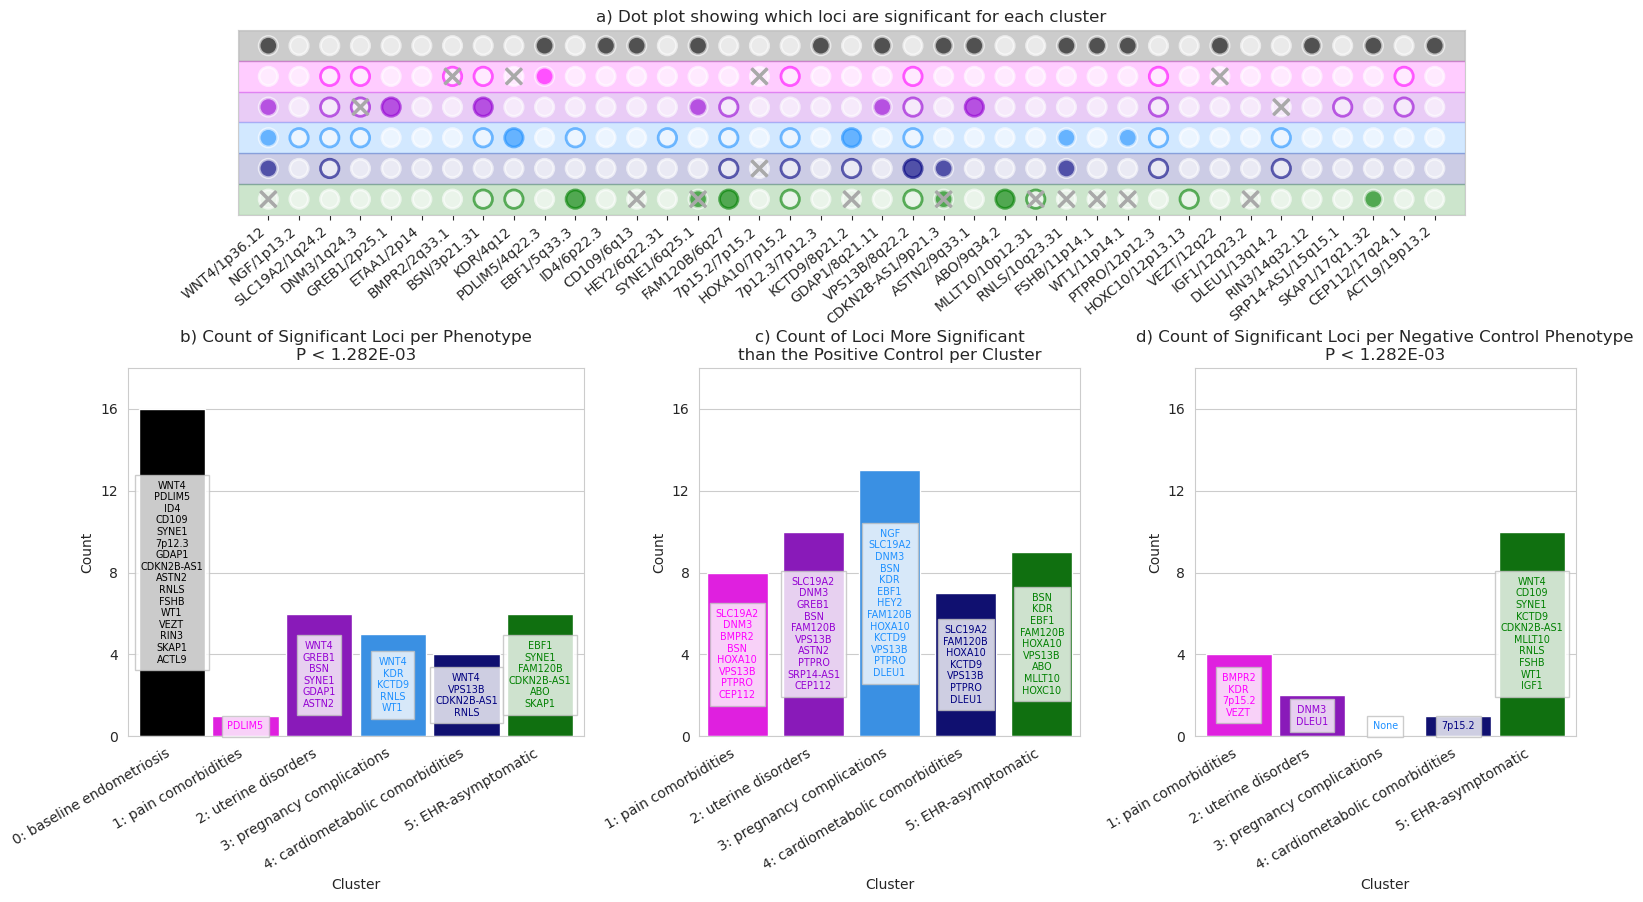 a) Dot plot showing which loci are significant for each cluster
WNT4/1p36.12
NGF/1p13.2
SLC19A2/1q24.2
DNM3/1q24.3
GREB1/2p25.1
ETAA1/2p14
BMPR2/2q33.1
BSN/3p21.31
KDR/4q12
PDLIM5/4q22.3
EBF1/5q33.3
ID4/6p22.3
CD109/6q13
HEY2/6q22.31
SYNE1/6q25.1
FAM120B/6q27
7p15.2/7p15.2
HOXA10/7p15.2
7p12.3/7p12.3
KCTD9/8p21.2
GDAP1/8q21.11
VPS13B/8q22.2
CDKN2B-AS1/9p21.3
ASTN2/9q33.1
ABO/9q34.2
MLLT10/10p12.31
RNLS/10q23.31
FSHB/11p14.1
WT1/11p14.1
PTPRO/12p12.3
HOXC10/12p13.13
VEZT/12q22
IGF1/12q23.2
DLEU1/13q14.2
RIN3/14q32.12
SRP14-AS1/15q15.1
SKAP1/17q21.32
CEP112/17q24.1
ACTL9/19p13.2
b) Count of Significant Loci per Phenotype
P < 1.282E-03
Count
16
12
8
4
0
WNT4
PDLIM5
ID4
CD109
SYNE1
7p12.3
GDAP1
CDKN2B-AS1
ASTN2
RNLS
FSHB
WT1
VEZT
RIN3
SKAP1
ACTL9
PDLIM5
WNT4
GREB1
BSN
SYNE1
GDAP1
ASTN2
WNT4
KDR
KCTD9
RNLS
WT1
WNT4
VPS13B
CDKN2B-AS1
RNLS
EBF1
SYNE1
FAM120B
CDKN2B-AS1
ABO
SKAP1
0: baseline endometriosis
1: pain comorbidities
2: uterine disorders
3: pregnancy complications
4: cardiometabolic comorbidities
5: EHR-asymptomatic
Cluster
c) Count of Loci More Significant
than the Positive Control per Cluster
Count
16
12
8
4
0
SLC19A2
DNM3
BMPR2
BSN
HOXA10
VPS13B
PTPRO
CEP112
SLC19A2
DNM3
GREB1
BSN
FAM120B
VPS13B
ASTN2
PTPRO
SRP14-AS1
CEP112
NGF
SLC19A2
DNM3
BSN
KDR
EBF1
HEY2
FAM120B
HOXA10
KCTD9
VPS13B
PTPRO
DLEU1
SLC19A2
FAM120B
HOXA10
KCTD9
VPS13B
PTPRO
DLEU1
BSN
KDR
EBF1
FAM120B
HOXA10
VPS13B
ABO
MLLT10
HOXC10
1: pain comorbidities
2: uterine disorders
3: pregnancy complications
4: cardiometabolic comorbidities
5: EHR-asymptomatic
Cluster
d) Count of Significant Loci per Negative Control Phenotype
P < 1.282E-03
Count
16
12
8
4
0
BMPR2
KDR
7p15.2
VEZT
DNM3
DLEU1
None
7p15.2
WNT4
CD109
SYNE1
KCTD9
CDKN2B-AS1
MLLT10
RNLS
FSHB
WT1
IGF1
1: pain comorbidities
2: uterine disorders
3: pregnancy complications
4: cardiometabolic comorbidities
5: EHR-asymptomatic
Cluster